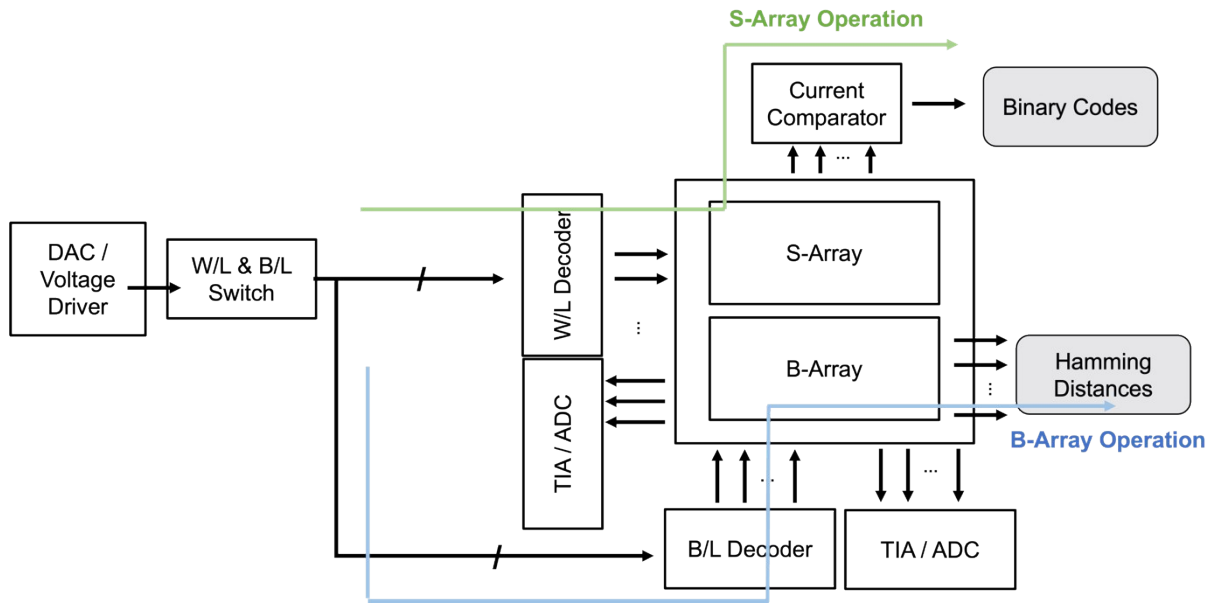 S-Array Operation
Current
Comparator
Binary Codes
...
DAC /
Voltage
Driver
W/L & B/L
Switch
W/L Decoder
S-Array
...
B-Array
Hamming
Distances
...
TIA / ADC
B-Array Operation
...
...
B/L Decoder
TIA / ADC